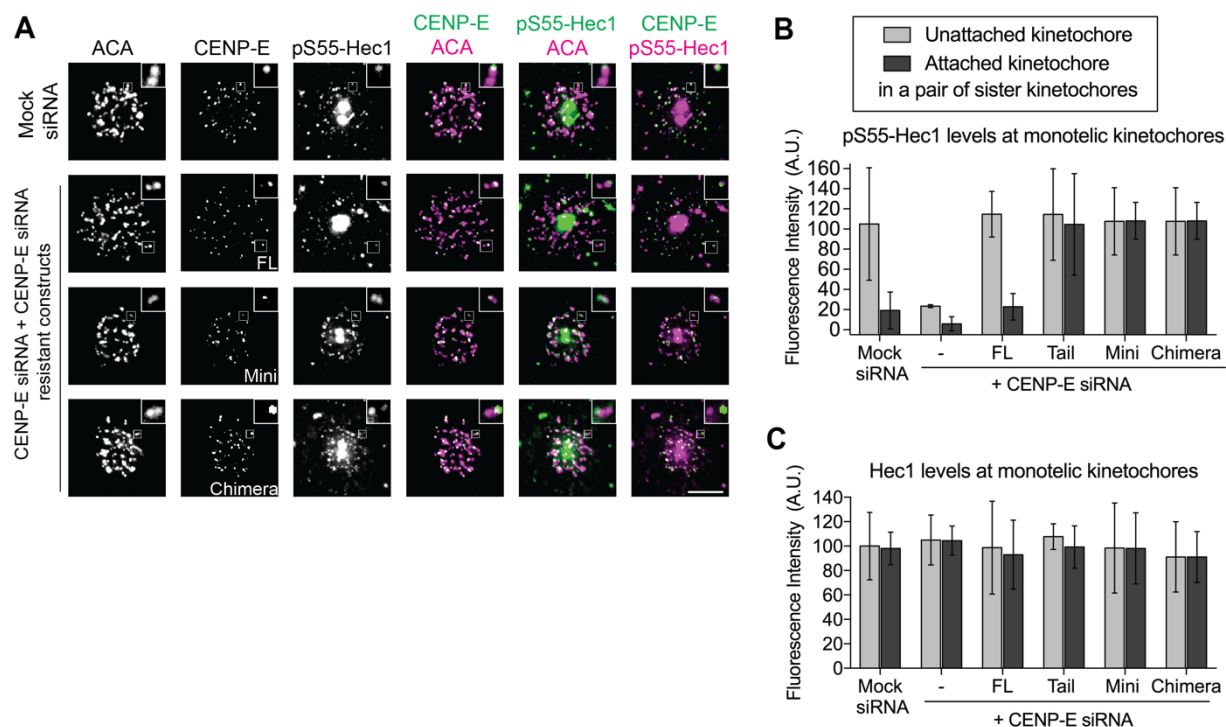 A
ACA
CENP-E
pS55-Hec1
CENP-E
ACA
pS55-Hec1
ACA
CENP-E
pS55-Hec1
Mock
siRNA
CENP-E siRNA + CENP-E siRNA
resistant constructs
FL
Mini
Chimera
B
Unattached kinetochore
Attached kinetochore
in a pair of sister kinetochores
pS55-Hec1 levels at monotelic kinetochores
Fluorescence Intensity (A.U.)
160
140
120
100
80
60
40
20
0
Mock
siRNA
-
FL
Tail
Mini
Chimera
+ CENP-E siRNA
C
Hec1 levels at monotelic kinetochores
Fluorescence Intensity (A.U.)
140
120
100
80
60
40
20
0
Mock
siRNA
-
FL
Tail
Mini
Chimera
+ CENP-E siRNA